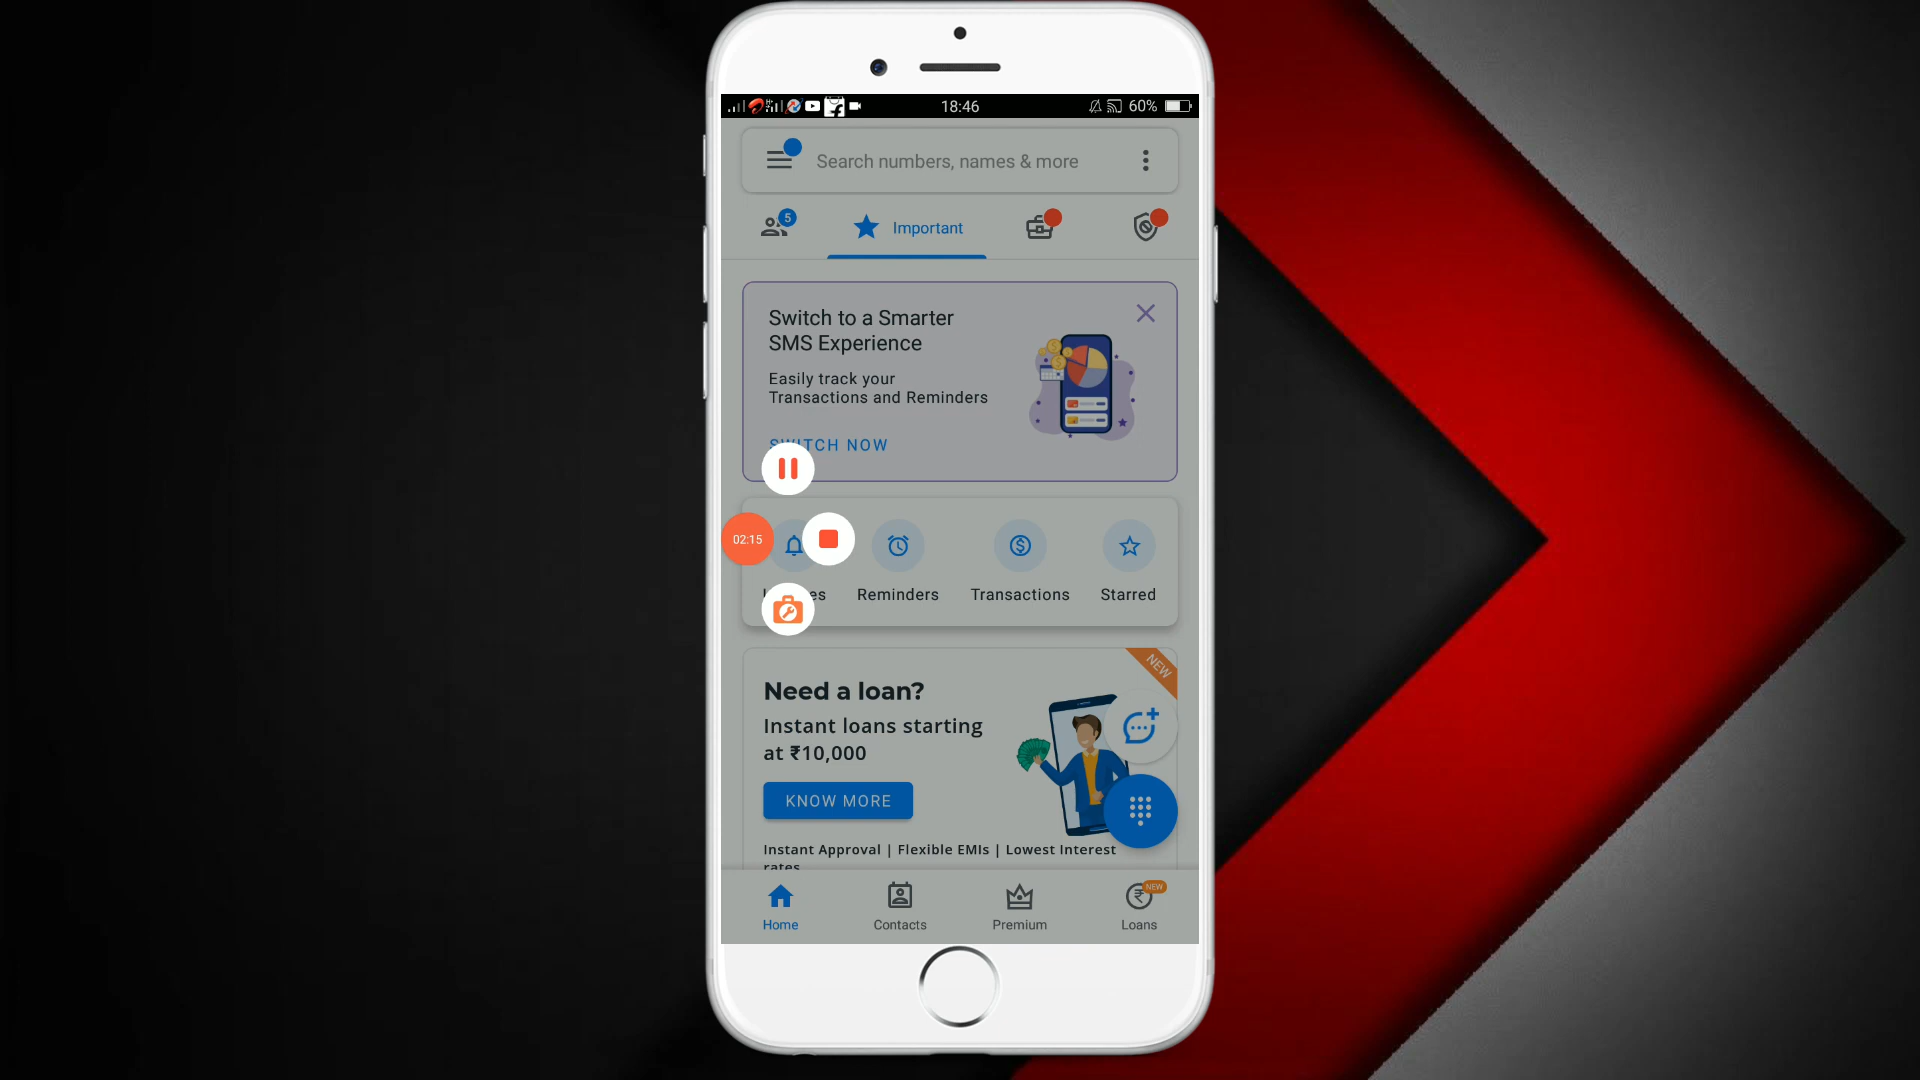 18:46
60%
Search numbers, names & more
5
Important
Switch to a Smarter
SMS Experience
Easily track your
Transactions and Reminders
SWITCH NOW
02:15
Reminders
Transactions
Starred
NEW
Need a loan?
Instant loans starting
at ₹10,000
KNOW MORE
Instant Approval | Flexible EMIs | Lowest Interest
rates
NEW
Home
Contacts
Premium
Loans